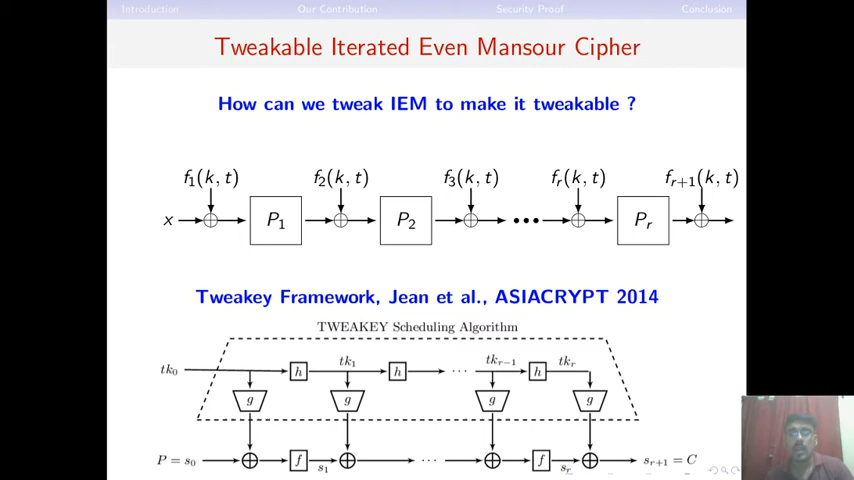 Introduction Our Contribution Security Proof Conclusion
Tweakable Iterated Even Mansour Cipher
How can we tweak IEM to make it tweakable ?
f1(k, t) f2(k, t) f3(k, t) fr(k, t) fr+1(k, t)
x P1 P2 ••• Pr
Tweakey Framework, Jean et al., ASIACRYPT 2014
TWEAKEY Scheduling Algorithm
tk0 h tk1 h ··· tkr−1 h tkr
g g g g
P = s0 f s1 ··· f sr sr+1 = C